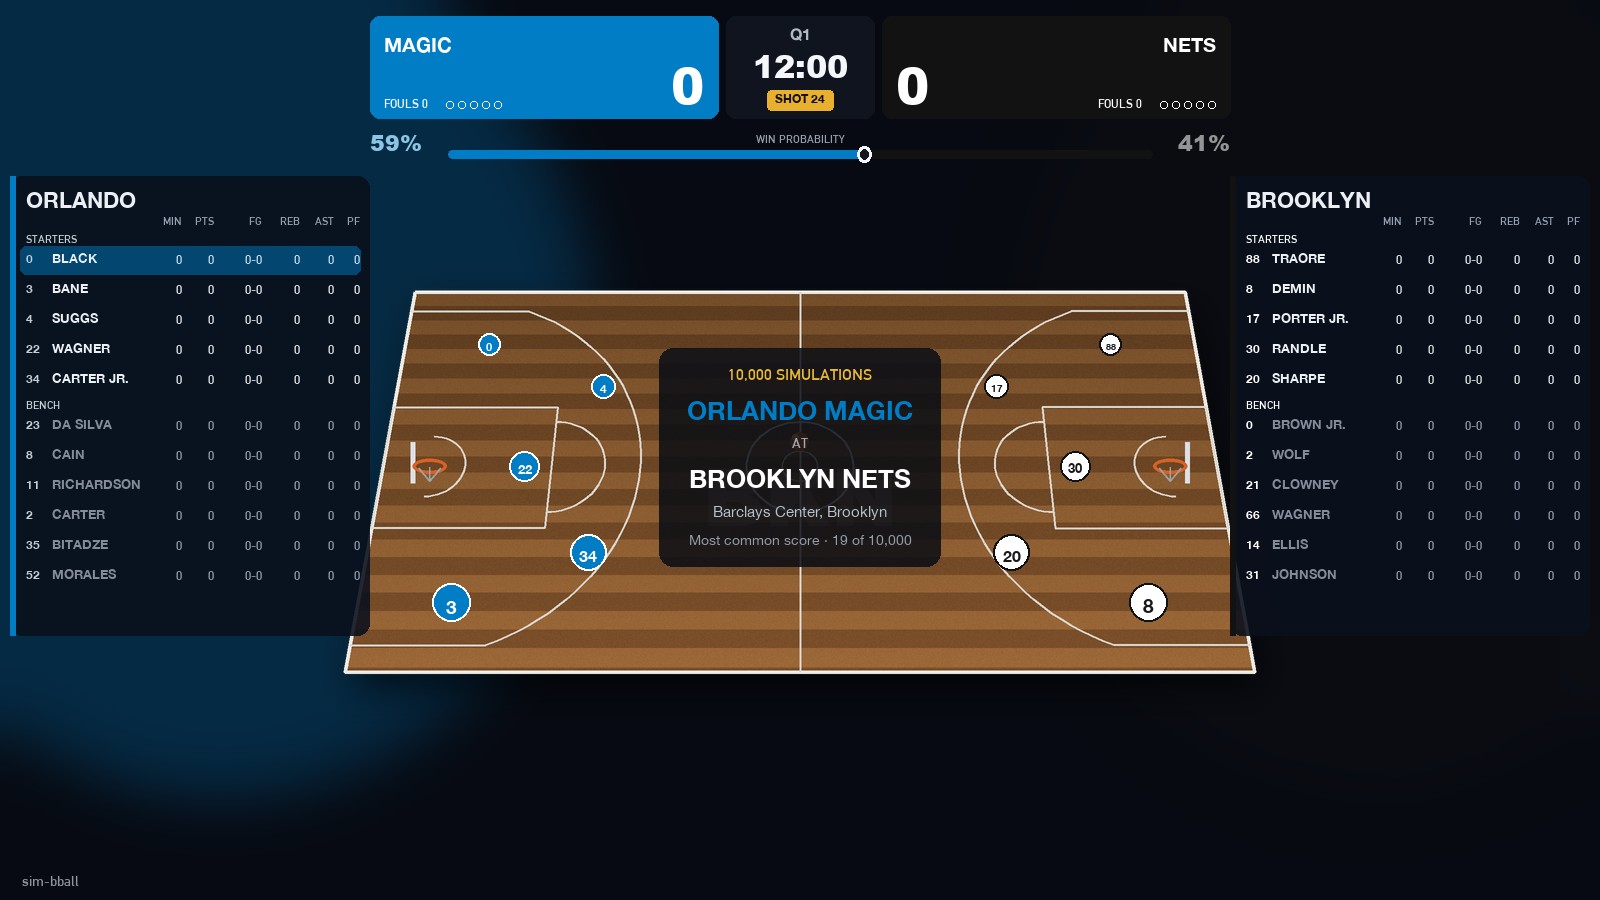 MAGIC
0
FOULS 0
Q1
12:00
SHOT 24
NETS
0
FOULS 0
59%
WIN PROBABILITY
41%
ORLANDO
MIN PTS FG REB AST PF
STARTERS
0 BLACK 0 0 0-0 0 0 0
3 BANE 0 0 0-0 0 0 0
4 SUGGS 0 0 0-0 0 0 0
22 WAGNER 0 0 0-0 0 0 0
34 CARTER JR. 0 0 0-0 0 0 0
BENCH
23 DA SILVA 0 0 0-0 0 0 0
8 CAIN 0 0 0-0 0 0 0
11 RICHARDSON 0 0 0-0 0 0 0
2 CARTER 0 0 0-0 0 0 0
35 BITADZE 0 0 0-0 0 0 0
52 MORALES 0 0 0-0 0 0 0
0
4
22
34
3
10,000 SIMULATIONS
ORLANDO MAGIC
AT
BROOKLYN NETS
Barclays Center, Brooklyn
Most common score · 19 of 10,000
88
17
30
20
8
BROOKLYN
MIN PTS FG REB AST PF
STARTERS
88 TRAORE 0 0 0-0 0 0 0
8 DEMIN 0 0 0-0 0 0 0
17 PORTER JR. 0 0 0-0 0 0 0
30 RANDLE 0 0 0-0 0 0 0
20 SHARPE 0 0 0-0 0 0 0
BENCH
0 BROWN JR. 0 0 0-0 0 0 0
2 WOLF 0 0 0-0 0 0 0
21 CLOWNEY 0 0 0-0 0 0 0
66 WAGNER 0 0 0-0 0 0 0
14 ELLIS 0 0 0-0 0 0 0
31 JOHNSON 0 0 0-0 0 0 0
sim-bball